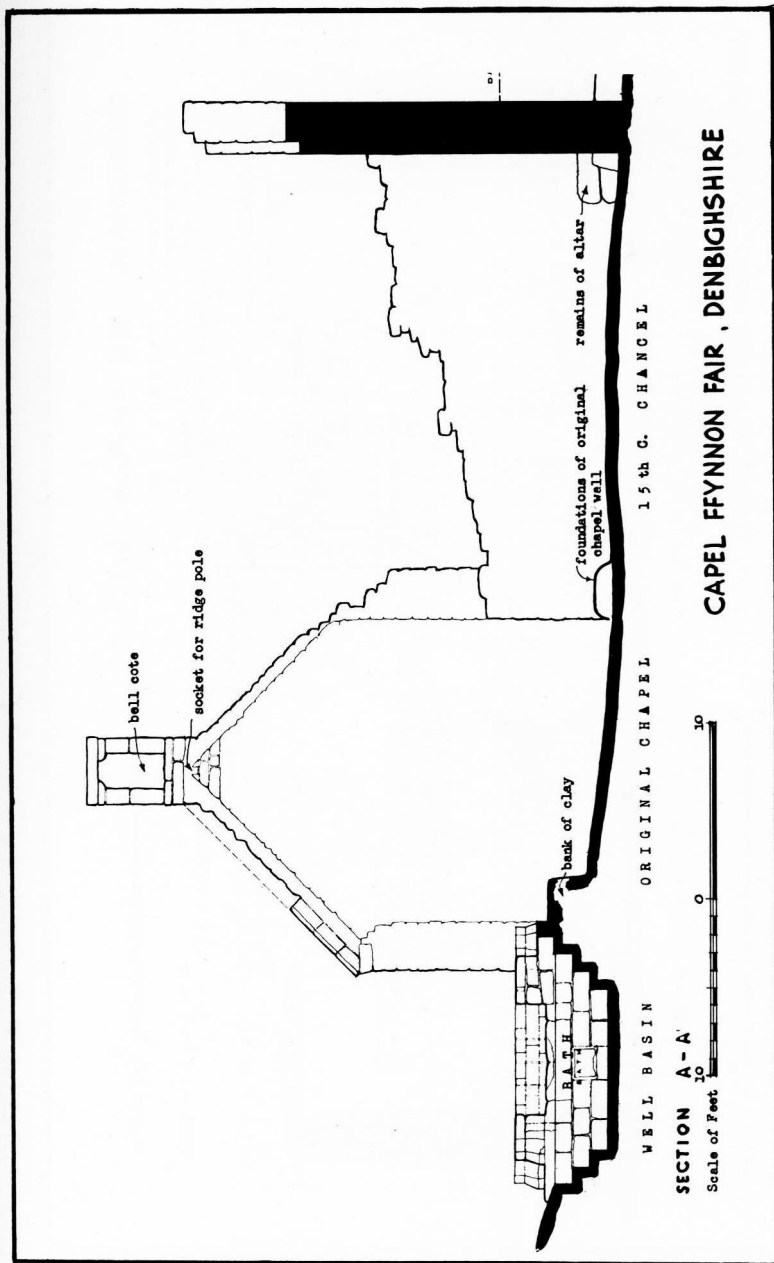 bell cote
socket for ridge pole
bank of clay
foundations of original
chapel wall
remains of altar
BATH
WELL BASIN
ORIGINAL CHAPEL
15th C. CHANCEL
SECTION A-A'
Scale of Feet
10 0 10
CAPEL FFYNNON FAIR, DENBIGHSHIRE